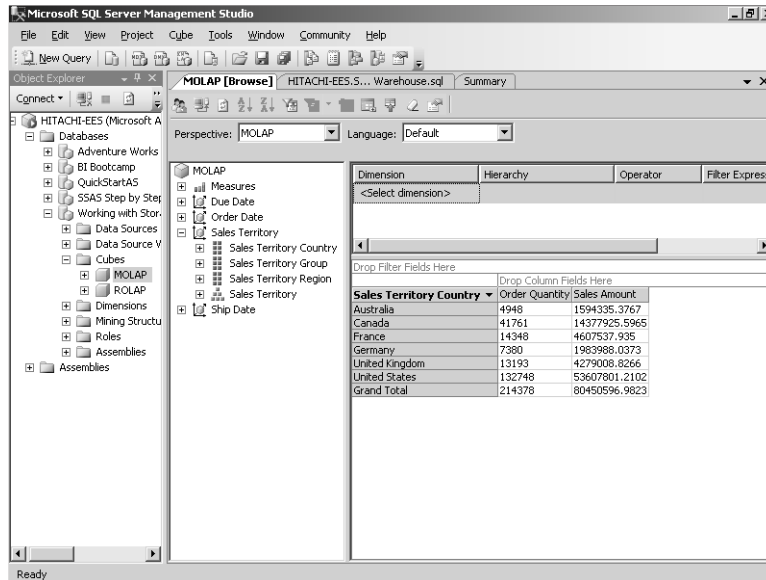 Microsoft SQL Server Management Studio
File Edit View Project Cube Tools Window Community Help
New Query
Object Explorer
MOLAP [Browse] HITACHI-EES.S... Warehouse.sql Summary
Connect
HITACHI-EES (Microsoft A
Databases
Adventure Works
BI Bootcamp
QuickStartAS
SSAS Step by Step
Working with Stor
Data Sources
Data Source V
Cubes
MOLAP
ROLAP
Dimensions
Mining Structu
Roles
Assemblies
Assemblies
Perspective: MOLAP Language: Default
MOLAP
Measures
Due Date
Order Date
Sales Territory
Sales Territory Country
Sales Territory Group
Sales Territory Region
Sales Territory
Ship Date
Dimension Hierarchy Operator Filter Express
<Select dimension>
Drop Filter Fields Here
Drop Column Fields Here
Sales Territory Country Order Quantity Sales Amount
Australia 4948 1594335.3767
Canada 41761 14377925.5965
France 14348 4607537.935
Germany 7380 1983988.0373
United Kingdom 13193 4279008.8266
United States 132748 53607801.2102
Grand Total 214378 80450596.9823
Ready